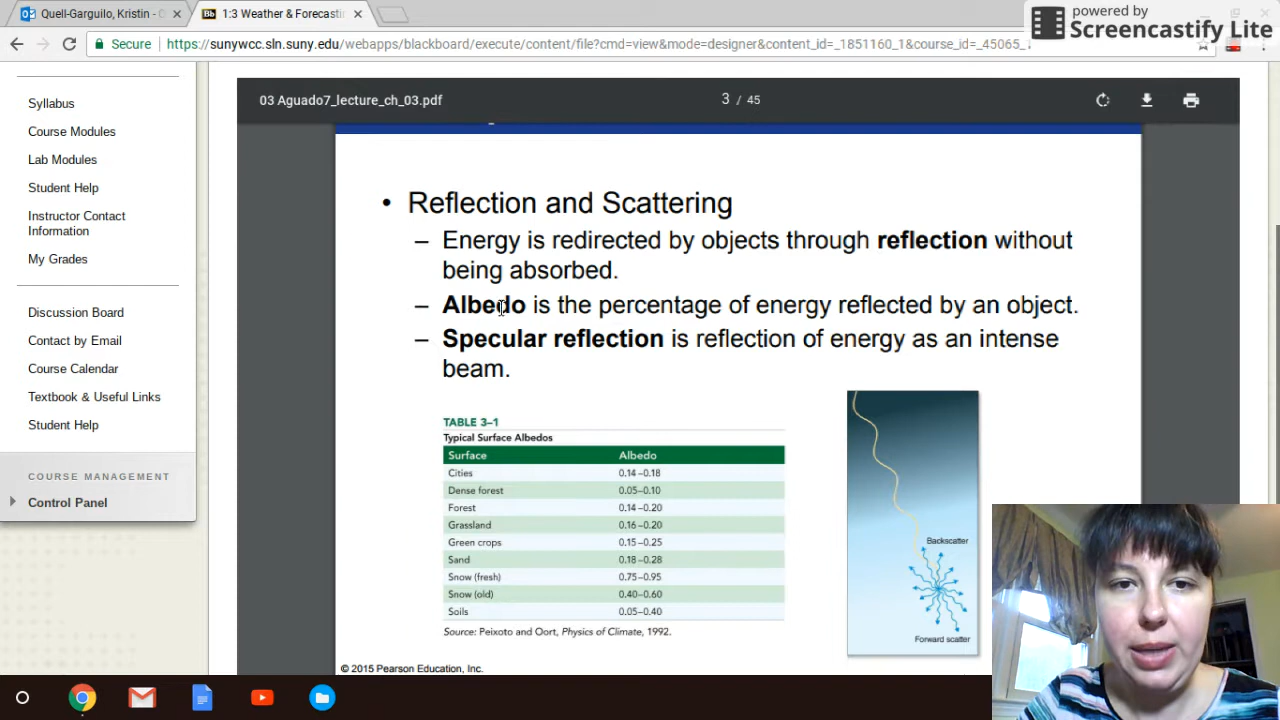 Quell-Garguilo, Kristin - C
1:3 Weather & Forecastin
powered by
Screencastify Lite
Secure
https://sunywcc.sln.suny.edu/webapps/blackboard/execute/content/file?cmd=view&mode=designer&content_id=_1851160_1&course_id=_45065_1
Syllabus
Course Modules
Lab Modules
Student Help
Instructor Contact
Information
My Grades
Discussion Board
Contact by Email
Course Calendar
Textbook & Useful Links
Student Help
COURSE MANAGEMENT
Control Panel
03 Aguado7_lecture_ch_03.pdf
3 / 45
• Reflection and Scattering
– Energy is redirected by objects through reflection without
being absorbed.
– Albedo is the percentage of energy reflected by an object.
– Specular reflection is reflection of energy as an intense
beam.
TABLE 3–1
Typical Surface Albedos
Surface Albedo
Cities 0.14–0.18
Dense forest 0.05–0.10
Forest 0.14–0.20
Grassland 0.16–0.20
Green crops 0.15–0.25
Sand 0.18–0.28
Snow (fresh) 0.75–0.95
Snow (old) 0.40–0.60
Soils 0.05–0.40
Source: Peixoto and Oort, Physics of Climate, 1992.
Backscatter
Forward scatter
© 2015 Pearson Education, Inc.